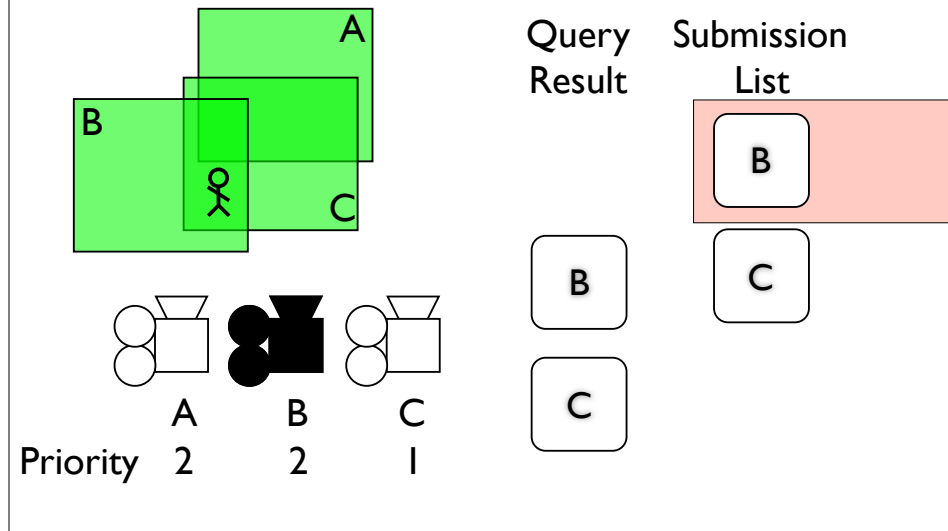 A
B
C
Query
Result
Submission
List
B
C
B
C
A B C
Priority 2 2 1